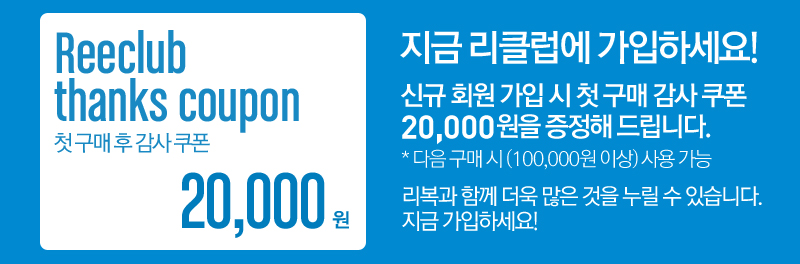 Reeclub
thanks coupon
첫 구매 후 감사 쿠폰
20,000 원
지금 리클럽에 가입하세요!
신규 회원 가입 시 첫 구매 감사 쿠폰
20,000원을 증정해 드립니다.
* 다음 구매 시 (100,000원 이상) 사용 가능
리복과 함께 더욱 많은 것을 누릴 수 있습니다.
지금 가입하세요!